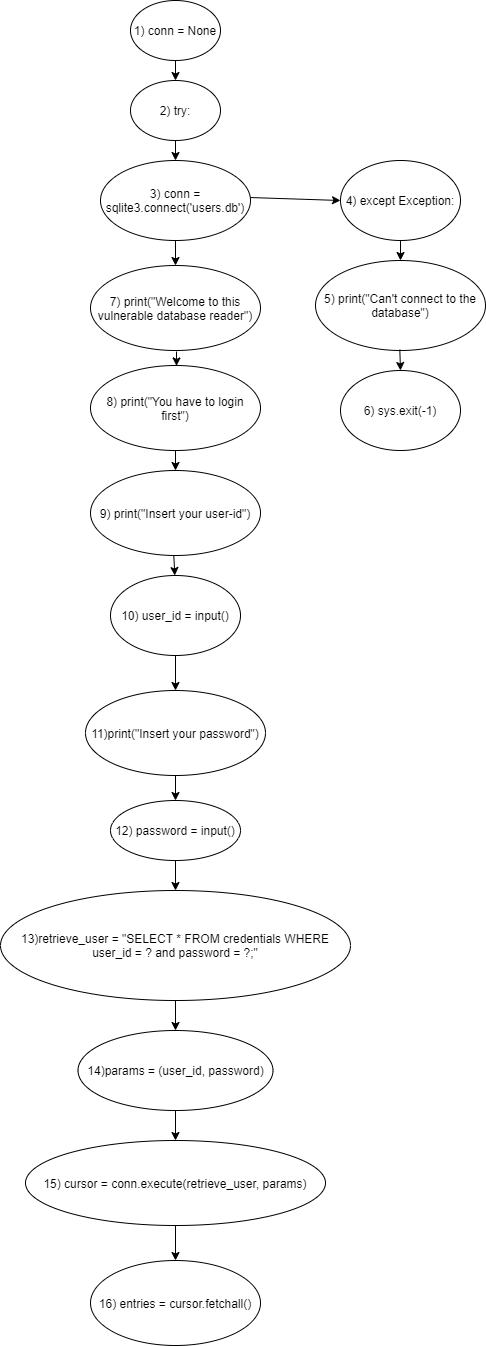 1) conn = None
2) try:
3) conn =
sqlite3.connect('users.db')
4) except Exception:
7) print("Welcome to this
vulnerable database reader")
5) print("Can't connect to the
database")
8) print("You have to login
first")
6) sys.exit(-1)
9) print("Insert your user-id")
10) user_id = input()
11)print("Insert your password")
12) password = input()
13)retrieve_user = "SELECT * FROM credentials WHERE
user_id = ? and password = ?;"
14)params = (user_id, password)
15) cursor = conn.execute(retrieve_user, params)
16) entries = cursor.fetchall()